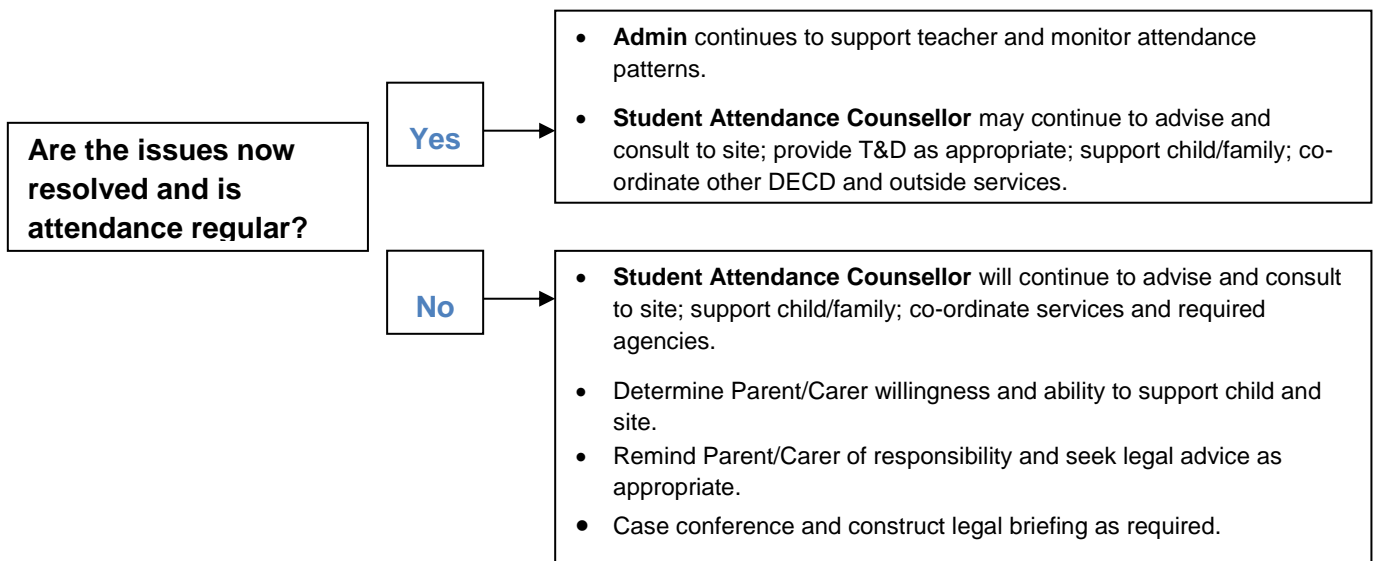 Are the issues now
resolved and is
attendance regular?
Yes
• Admin continues to support teacher and monitor attendance
patterns.
• Student Attendance Counsellor may continue to advise and
consult to site; provide T&D as appropriate; support child/family; co-
ordinate other DECD and outside services.
No
• Student Attendance Counsellor will continue to advise and consult
to site; support child/family; co-ordinate services and required
agencies.
• Determine Parent/Carer willingness and ability to support child and
site.
• Remind Parent/Carer of responsibility and seek legal advice as
appropriate.
• Case conference and construct legal briefing as required.